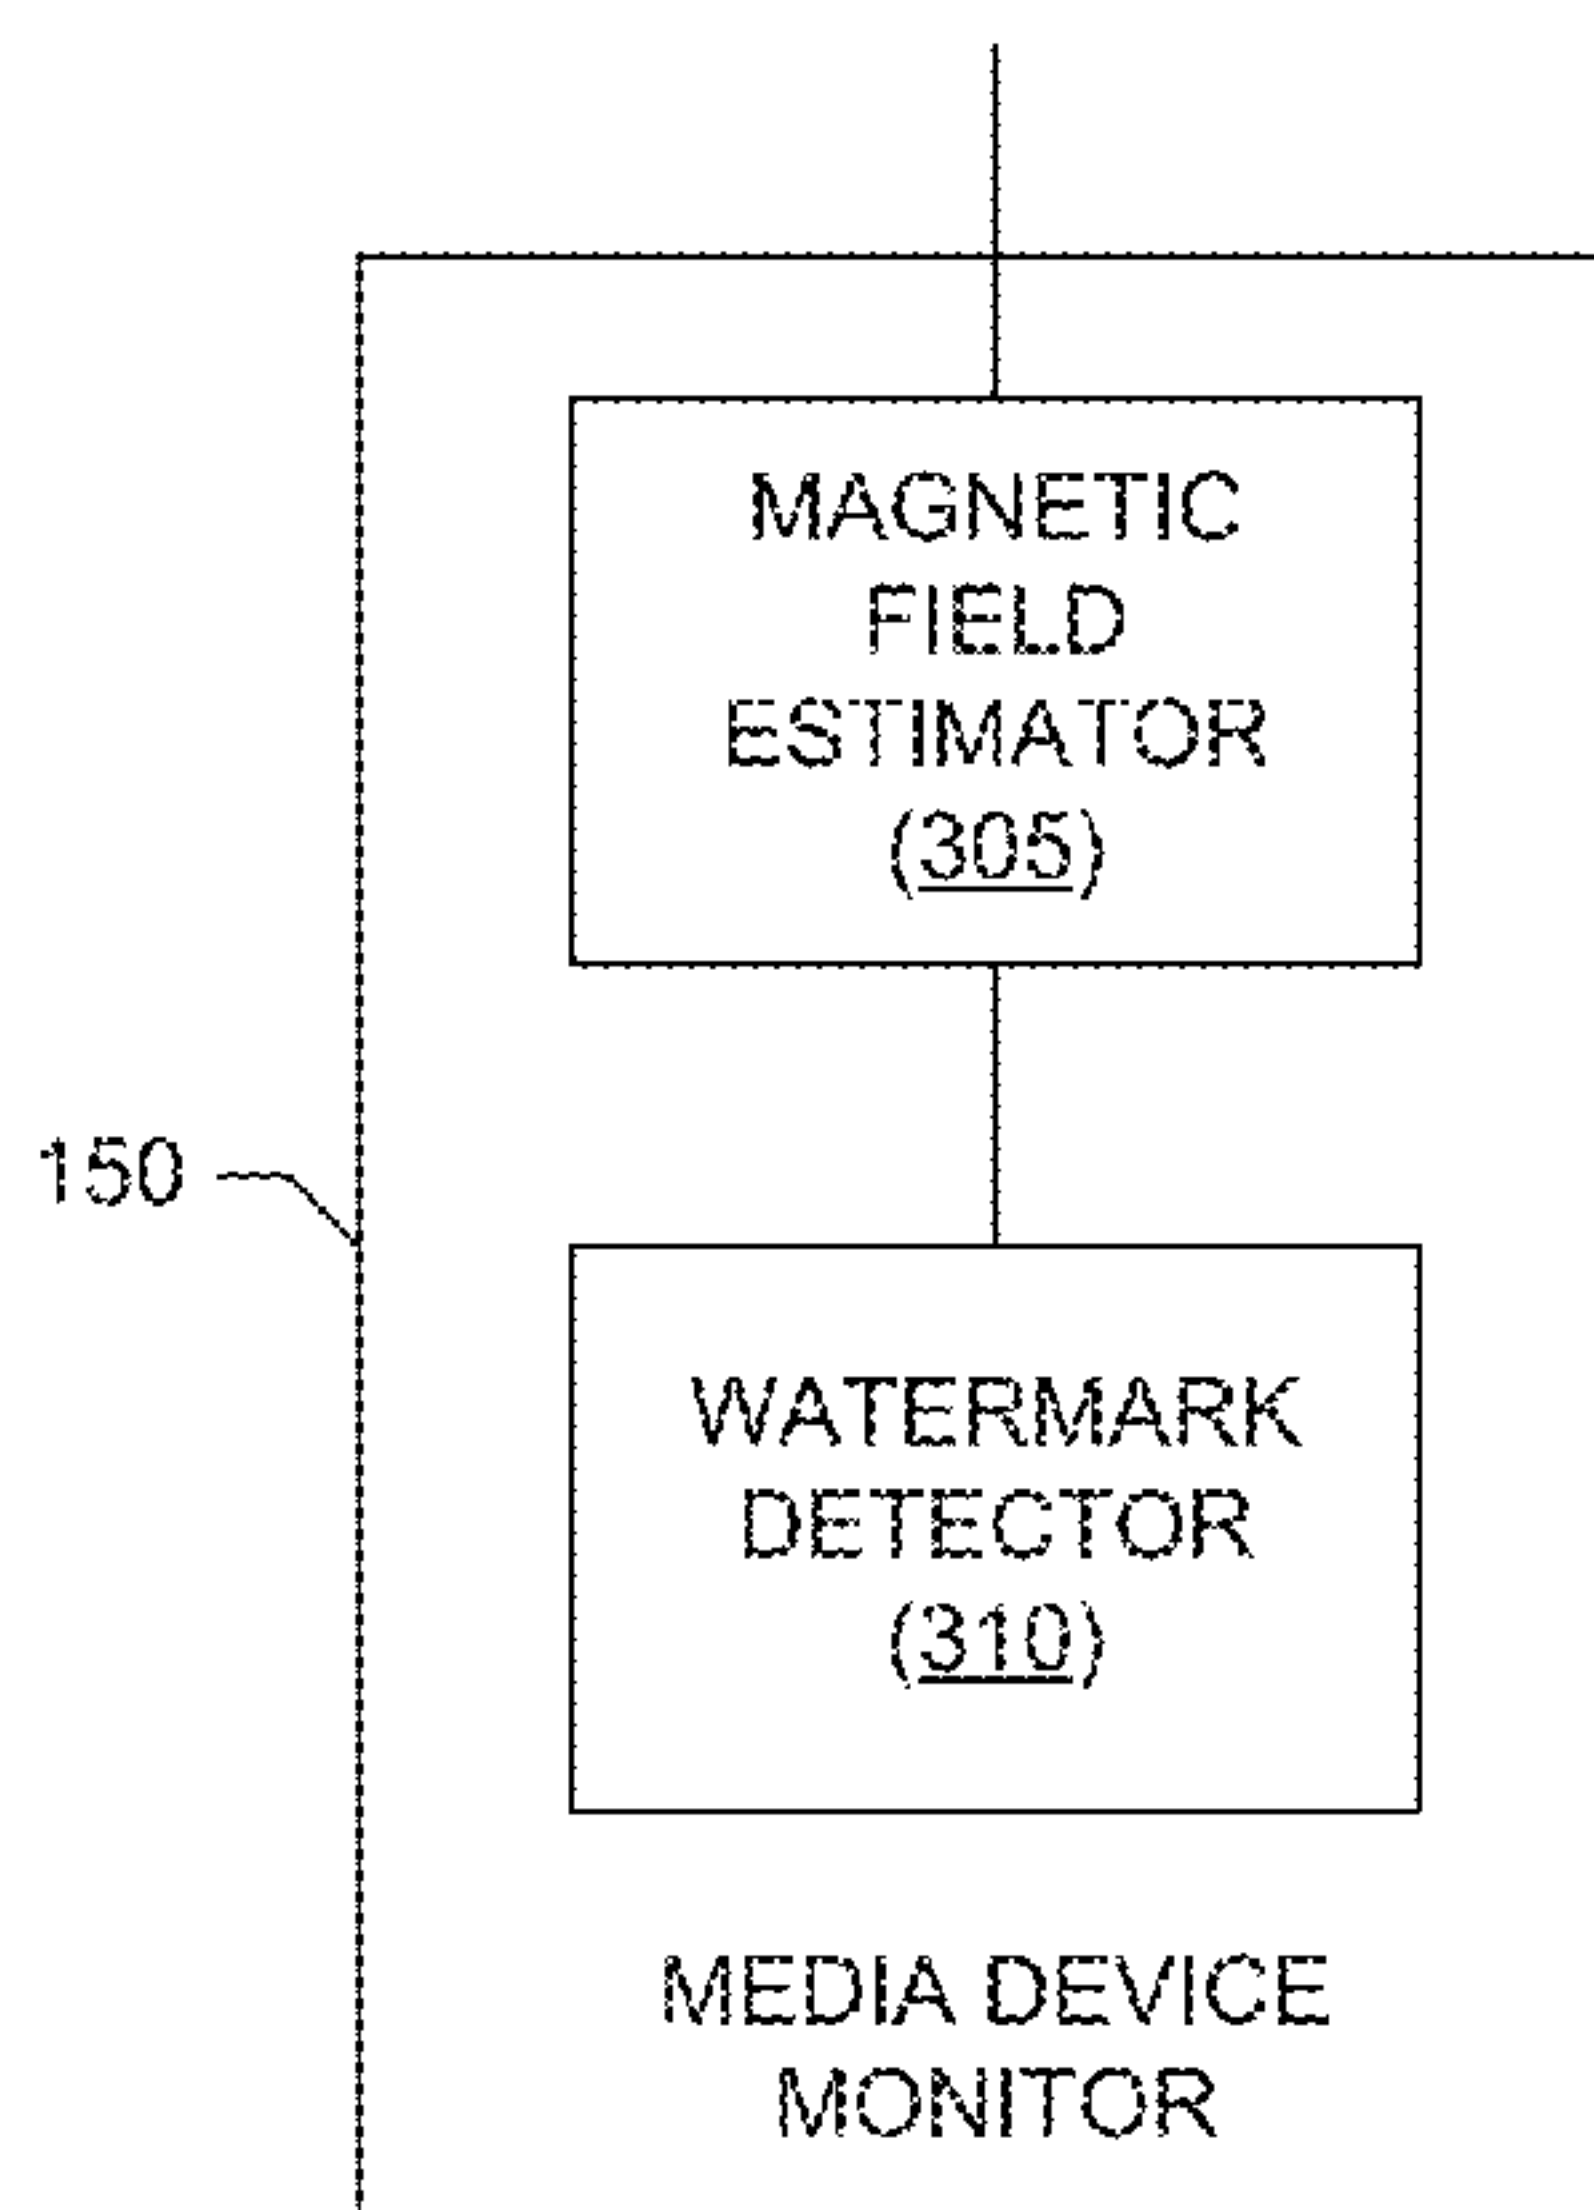 MAGNETIC
FIELD
ESTIMATOR
(305)
150
WATERMARK
DETECTOR
(310)
MEDIA DEVICE
MONITOR